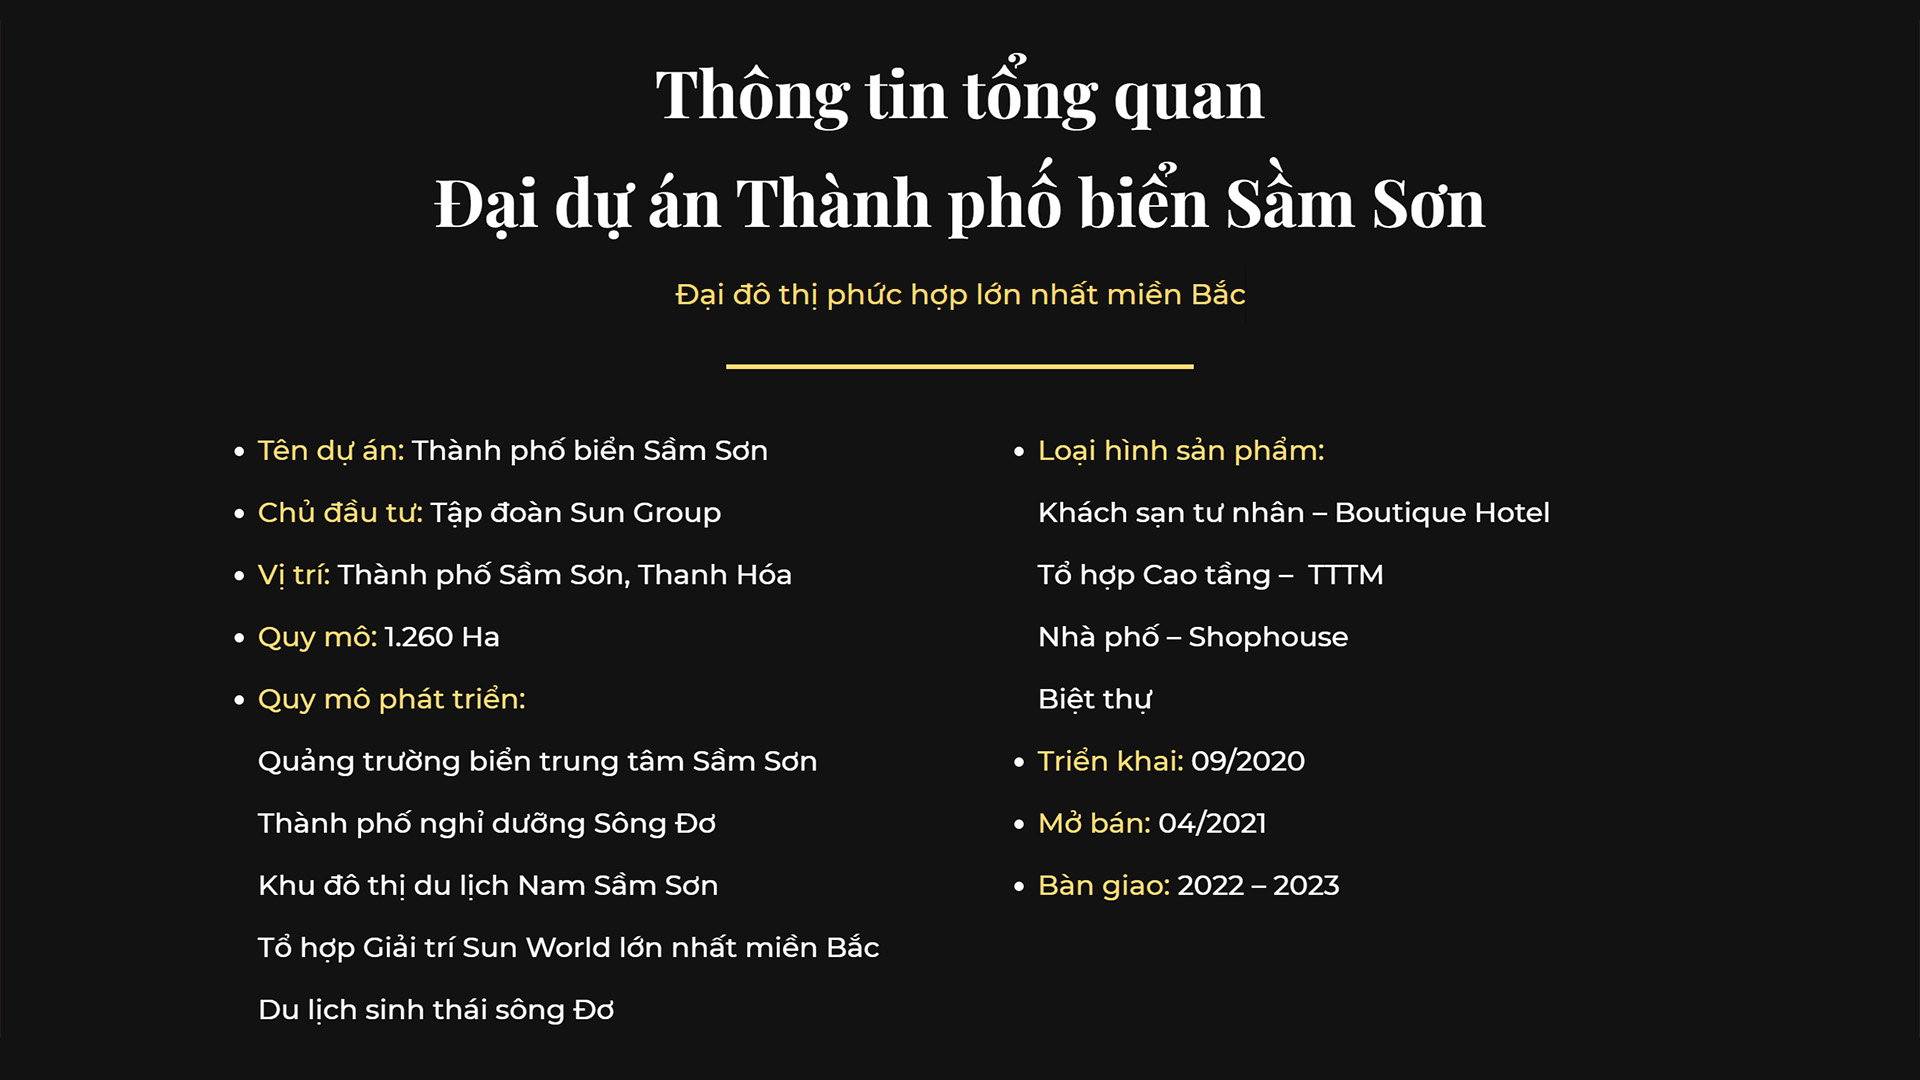 Thông tin tổng quan
Đại dự án Thành phố biển Sầm Sơn
Đại đô thị phức hợp lớn nhất miền Bắc
• Tên dự án: Thành phố biển Sầm Sơn
• Chủ đầu tư: Tập đoàn Sun Group
• Vị trí: Thành phố Sầm Sơn, Thanh Hóa
• Quy mô: 1.260 Ha
• Quy mô phát triển:
Quảng trường biển trung tâm Sầm Sơn
Thành phố nghỉ dưỡng Sông Đơ
Khu đô thị du lịch Nam Sầm Sơn
Tổ hợp Giải trí Sun World lớn nhất miền Bắc
Du lịch sinh thái sông Đơ
• Loại hình sản phẩm:
Khách sạn tư nhân – Boutique Hotel
Tổ hợp Cao tầng – TTTM
Nhà phố – Shophouse
Biệt thự
• Triển khai: 09/2020
• Mở bán: 04/2021
• Bàn giao: 2022 – 2023